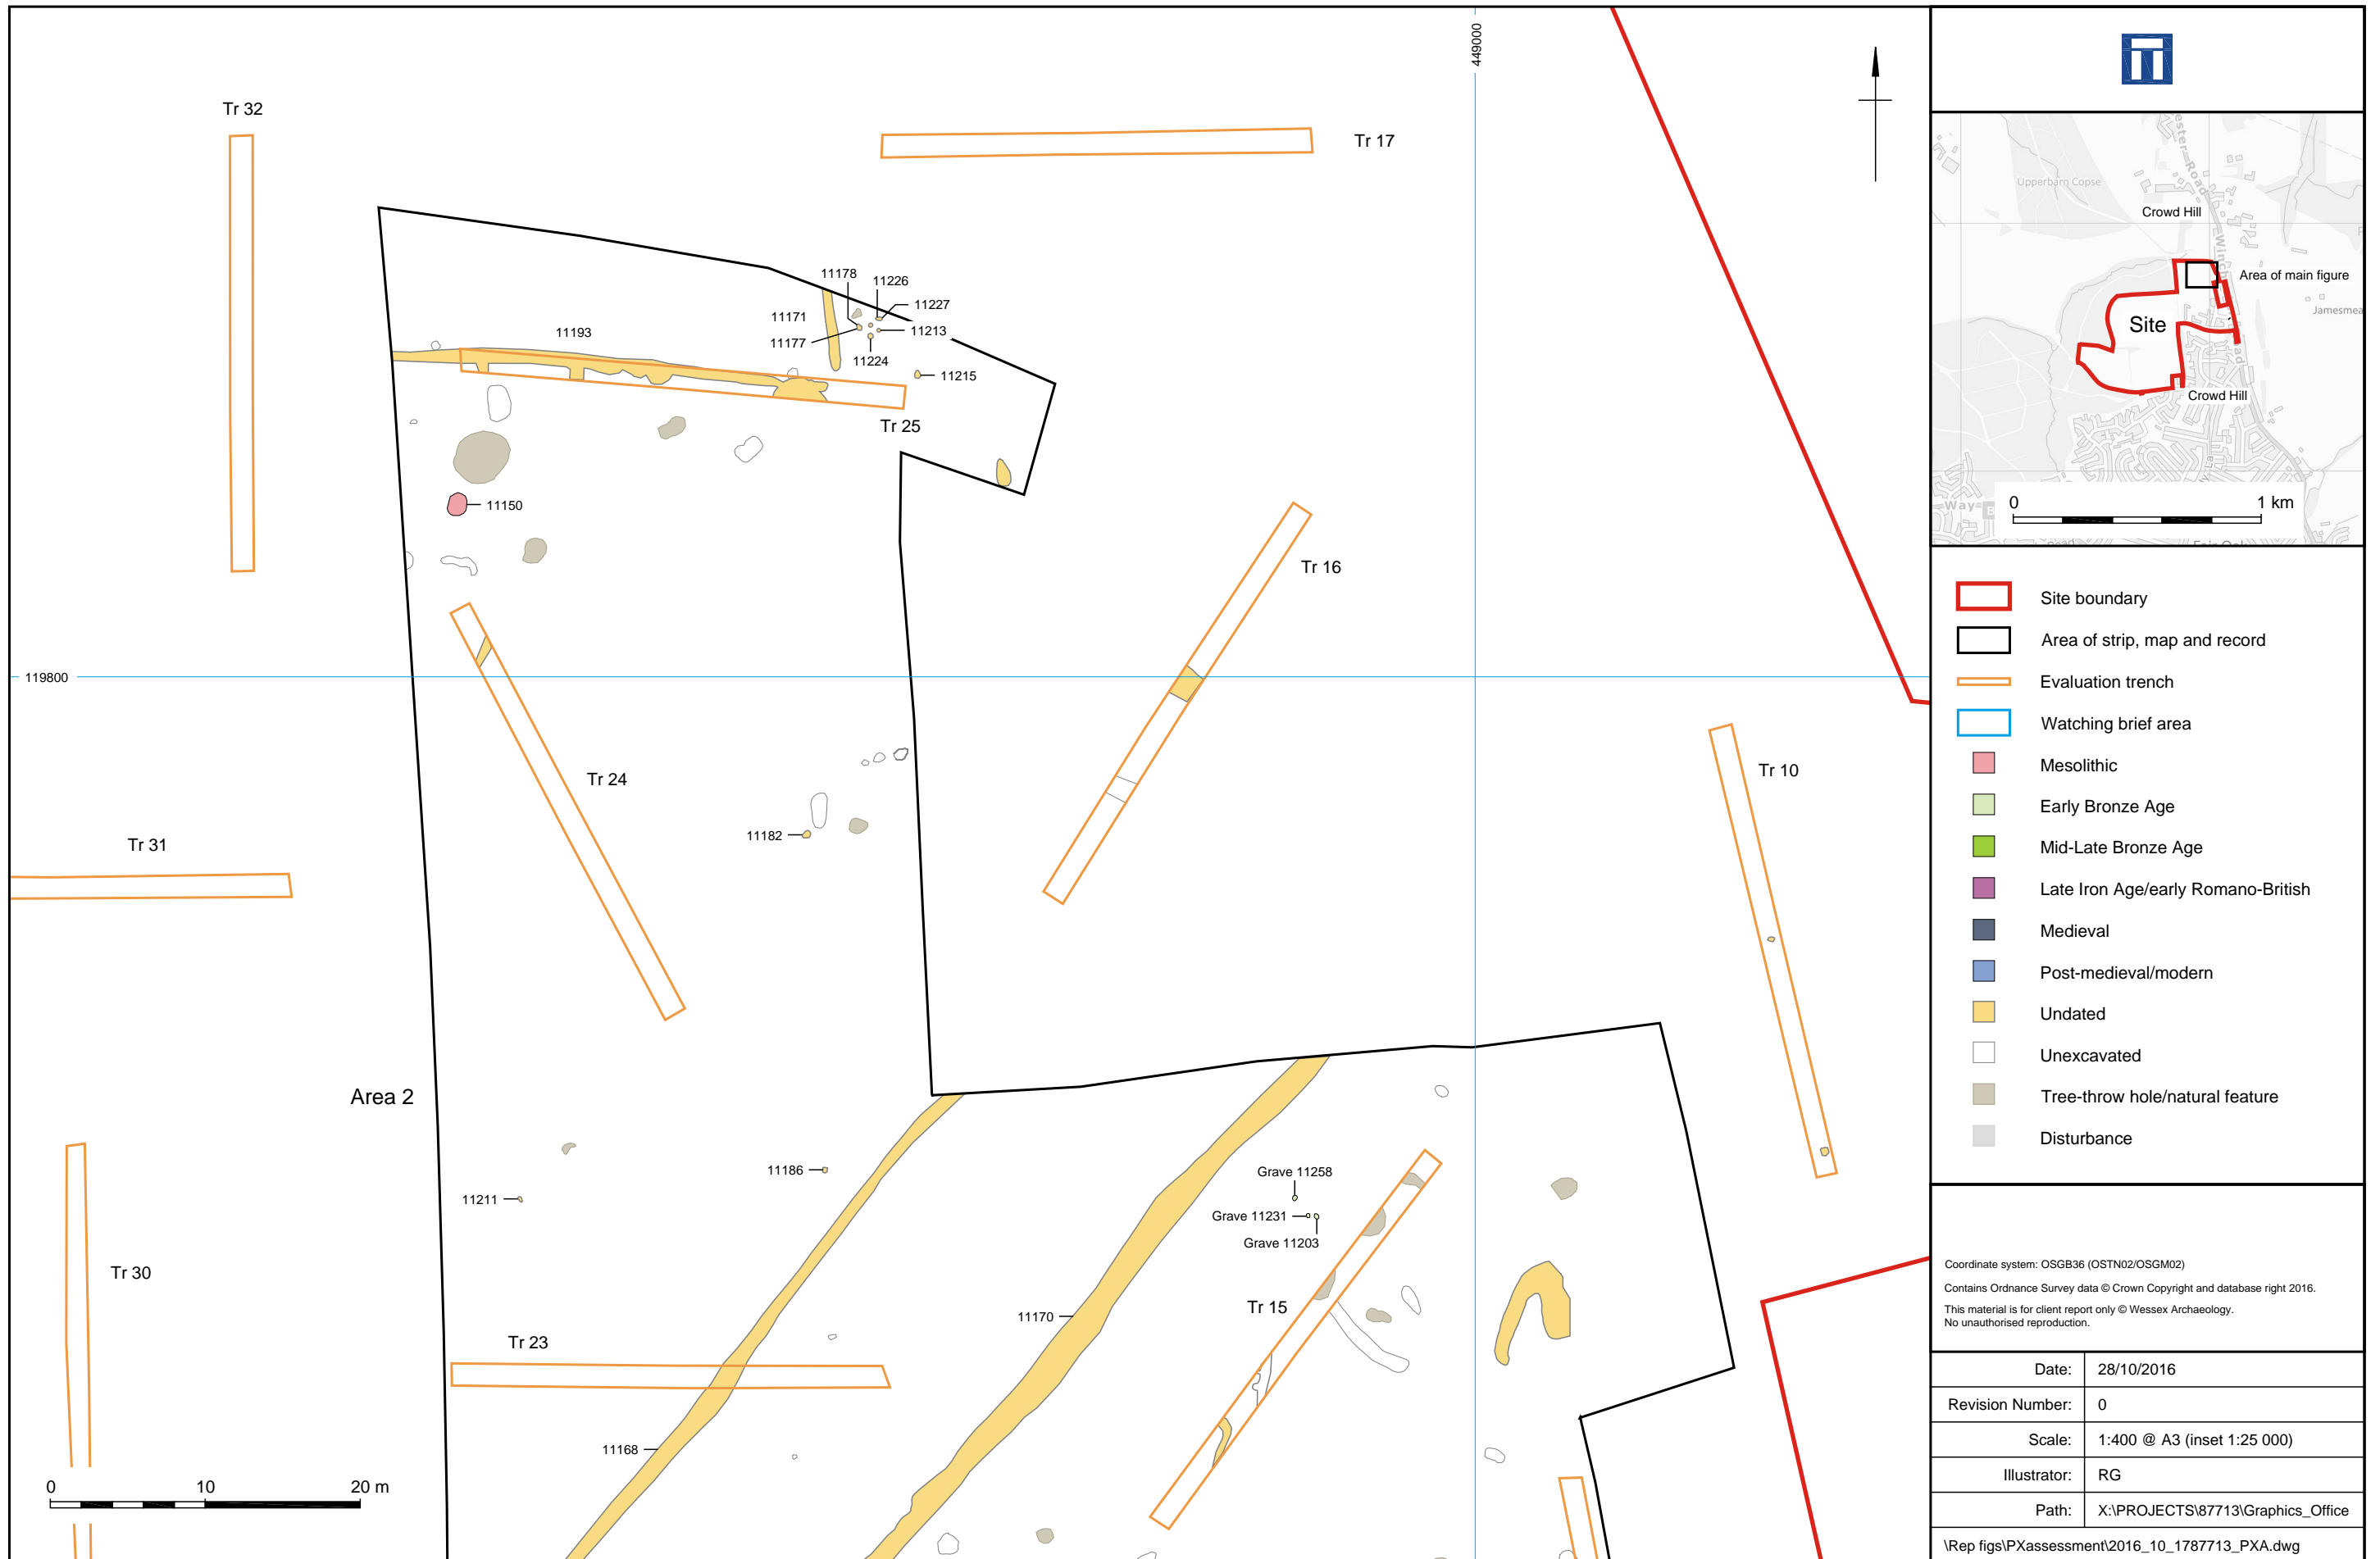 Tr 32
Tr 17
449000
11178
11226
11227
11171
11213
11193
11177
11224
11215
Tr 25
11150
Tr 16
119800
Tr 24
Tr 10
11182
Tr 31
Area 2
11186
Grave 11258
11211
Grave 11231
Grave 11203
Tr 30
11170
Tr 15
Tr 23
11168
0 10 20 m
Upperbarn Copse
Crowd Hill
Area of main figure
Site
Crowd Hill
0 1 km
Site boundary
Area of strip, map and record
Evaluation trench
Watching brief area
Mesolithic
Early Bronze Age
Mid-Late Bronze Age
Late Iron Age/early Romano-British
Medieval
Post-medieval/modern
Undated
Unexcavated
Tree-throw hole/natural feature
Disturbance
Coordinate system: OSGB36 (OSTN02/OSGM02)
Contains Ordnance Survey data © Crown Copyright and database right 2016.
This material is for client report only © Wessex Archaeology.
No unauthorised reproduction.
Date: 28/10/2016
Revision Number: 0
Scale: 1:400 @ A3 (inset 1:25 000)
Illustrator: RG
Path: X:\PROJECTS\87713\Graphics_Office
\Rep figs\PXassessment\2016_10_1787713_PXA.dwg